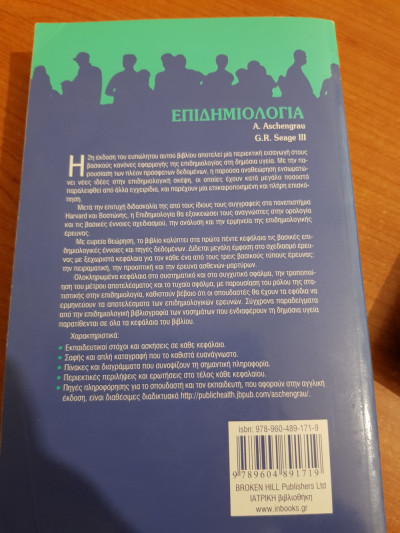 ΕΠΙΔΗΜΙΟΛΟΓΙΑ
A. Aschengrau
G.R. Seage III
Η 2η έκδοση του ευπώλητου αυτού βιβλίου αποτελεί μία περιεκτική εισαγωγή στους
βασικούς κανόνες εφαρμογής της επιδημιολογίας στη δημόσια υγεία. Με την πα-
ρουσίαση των πλέον πρόσφατων δεδομένων, η παρούσα αναθεώρηση ενσωματώ-
νει νέες ιδέες στην επιδημιολογική σκέψη, οι οποίες έχουν κατά μεγάλο ποσοστό
παραλειφθεί από άλλα εγχειρίδια, και παρέχουν μία επικαιροποιημένη και πλήρη επισκό-
πηση.
Μετά την επιτυχή διδασκαλία της από τους ίδιους τους συγγραφείς στα πανεπιστήμια
Harvard και Βοστώνης, η Επιδημιολογία θα εξοικειώσει τους αναγνώστες στην ορολογία
και τις βασικές έννοιες σχεδιασμού, την ανάλυση και την ερμηνεία της επιδημιολογικής
έρευνας.
Με ευρεία θεώρηση, το βιβλίο καλύπτει στα πρώτα πέντε κεφάλαια τις βασικές επι-
δημιολογικές έννοιες και πηγές δεδομένων. Δίδεται μεγάλη έμφαση στο σχεδιασμό έρευ-
νας με ξεχωριστά κεφάλαια για τον κάθε ένα από τους τρεις βασικούς τύπους έρευνας:
την πειραματική, την προοπτική και την έρευνα ασθενών-μαρτύρων.
Ολοκληρωμένα κεφάλαια στο συστηματικό και στο συγχυτικό σφάλμα, την τροποποίη-
ση του μέτρου αποτελέσματος και το τυχαίο σφάλμα, με παρουσίαση του ρόλου της στα-
τιστικής στην επιδημιολογία, καθιστούν βέβαιο ότι οι σπουδαστές θα έχουν τα εφόδια να
ερμηνεύσουν τα αποτελέσματα των επιδημιολογικών ερευνών. Σύγχρονα παραδείγματα
από την επιδημιολογική βιβλιογραφία των νοσημάτων που ενδιαφέρουν τη δημόσια υγεία
παρατίθενται σε όλα τα κεφάλαια του βιβλίου.
Χαρακτηριστικά:
• Εκπαιδευτικοί στόχοι και ασκήσεις σε κάθε κεφάλαιο.
• Σαφής και απλή καταγραφή που το καθιστά ευανάγνωστο.
• Πίνακες και διαγράμματα που συνοψίζουν τη σημαντική πληροφορία.
• Περιεκτικές περιλήψεις και ερωτήσεις στο τέλος κάθε κεφαλαίου.
• Πηγές πληροφόρησης για το σπουδαστή και τον εκπαιδευτή, που αφορούν στην αγγλική
έκδοση, είναι διαθέσιμες διαδικτυακά http://publichealth.jbpub.com/aschengrau/.
isbn: 978-960-489-171-9
9 789604 891719
BROKEN HILL Publishers Ltd
ΙΑΤΡΙΚΗ βιβλιοθήκη
www.inbooks.gr